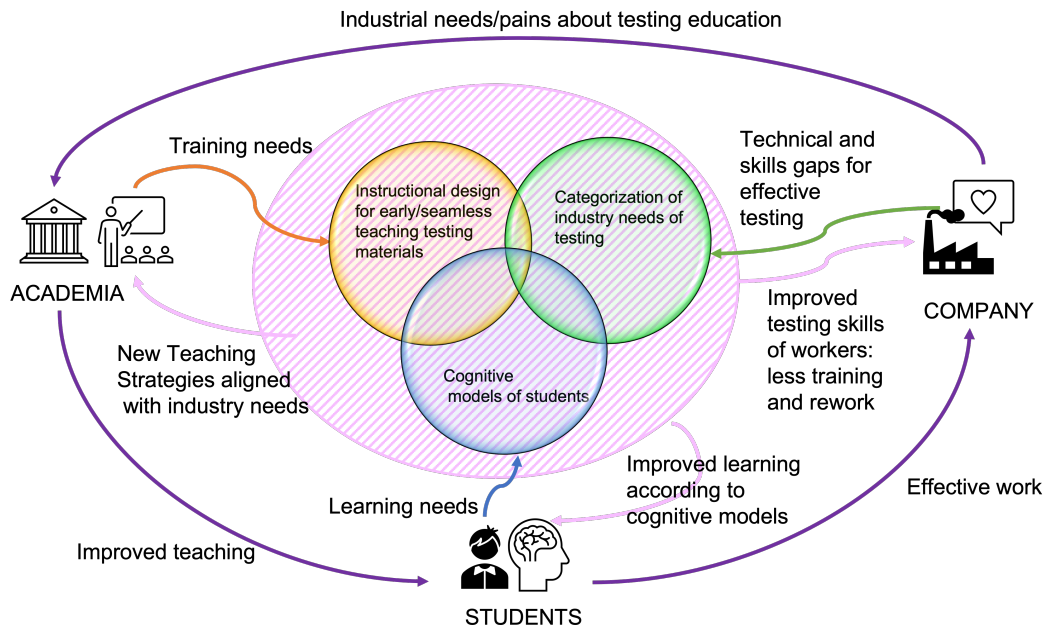 Industrial needs/pains about testing education
Training needs
Technical and
skills gaps for
effective
testing
Instructional design
for early/seamless
teaching testing
materials
Categorization of
industry needs of
testing
ACADEMIA
COMPANY
New Teaching
Strategies aligned
with industry needs
Improved
testing skills
of workers:
less training
and rework
Cognitive
models of students
Improved learning
according to
cognitive models
Learning needs
Effective work
Improved teaching
STUDENTS